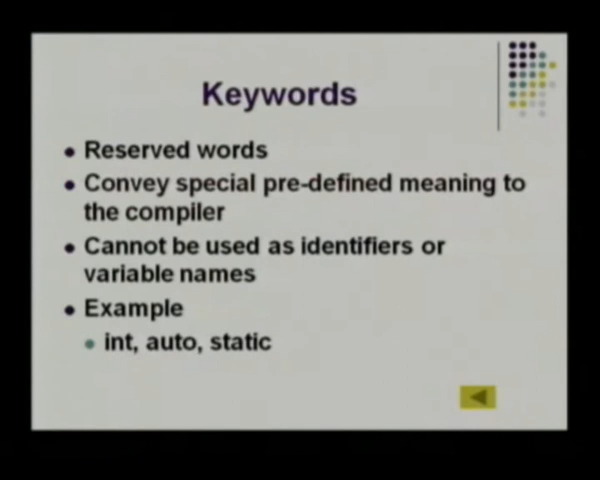 Keywords
Reserved words
Convey special pre-defined meaning to
the compiler
Cannot be used as identifiers or
variable names
Example
int, auto, static